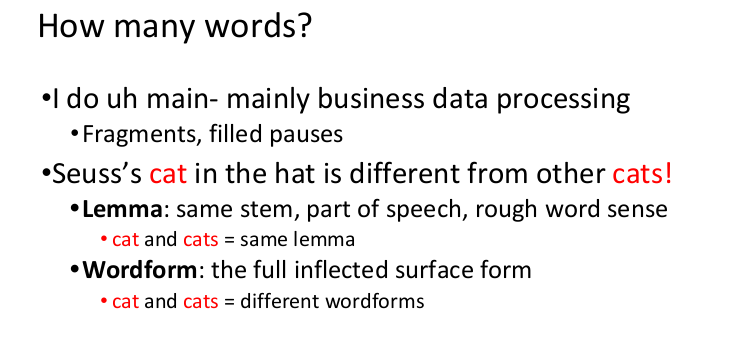 How many words?
•I do uh main- mainly business data processing
•Fragments, filled pauses
•Seuss’s cat in the hat is different from other cats!
•Lemma: same stem, part of speech, rough word sense
•cat and cats = same lemma
•Wordform: the full inflected surface form
•cat and cats = different wordforms